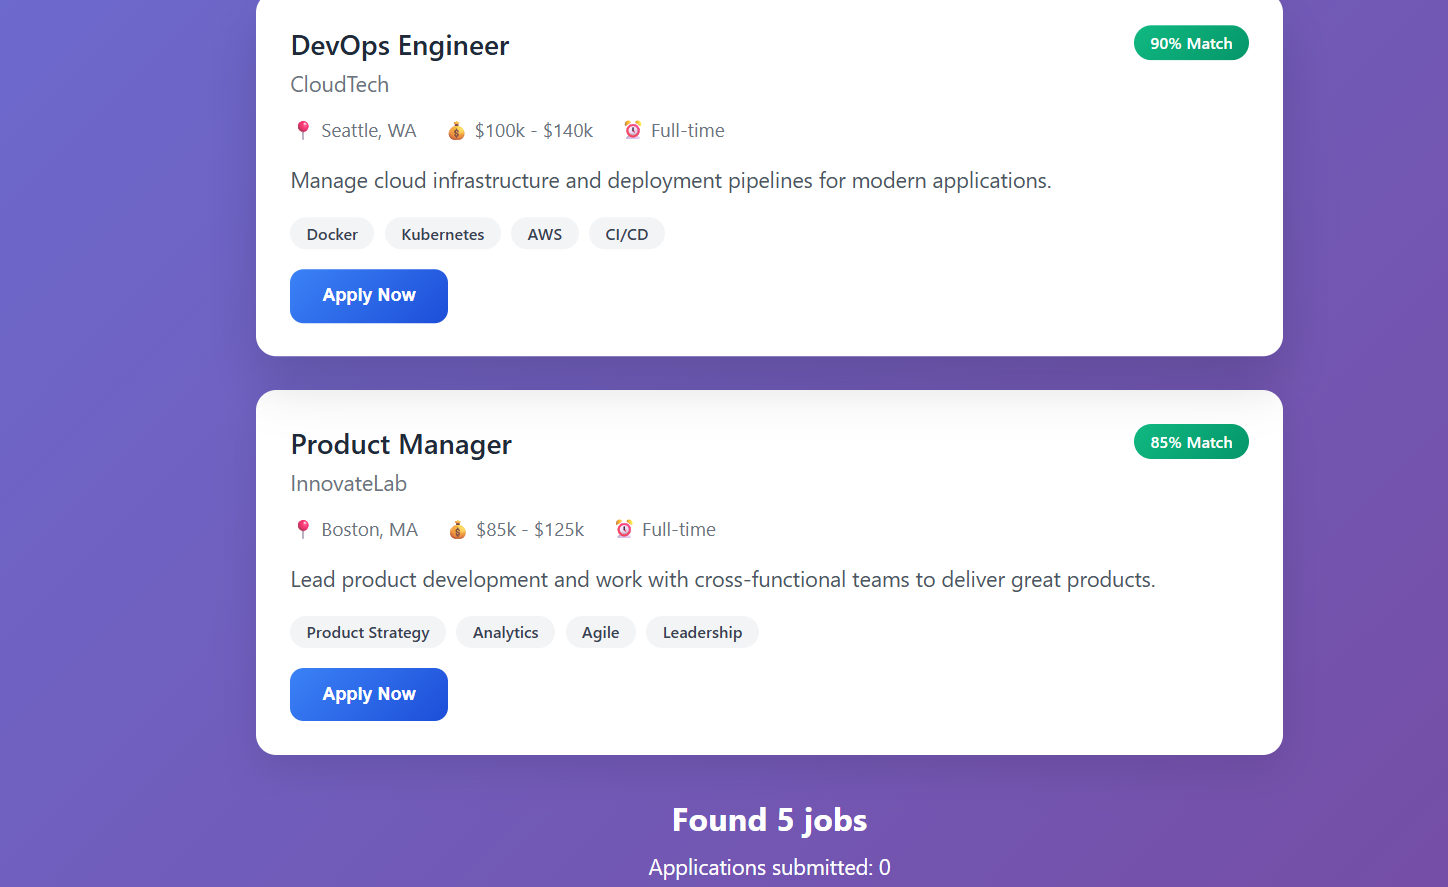 DevOps Engineer
90% Match
CloudTech
Seattle, WA $100k - $140k Full-time
Manage cloud infrastructure and deployment pipelines for modern applications.
Docker Kubernetes AWS CI/CD
Apply Now
Product Manager
85% Match
InnovateLab
Boston, MA $85k - $125k Full-time
Lead product development and work with cross-functional teams to deliver great products.
Product Strategy Analytics Agile Leadership
Apply Now
Found 5 jobs
Applications submitted: 0